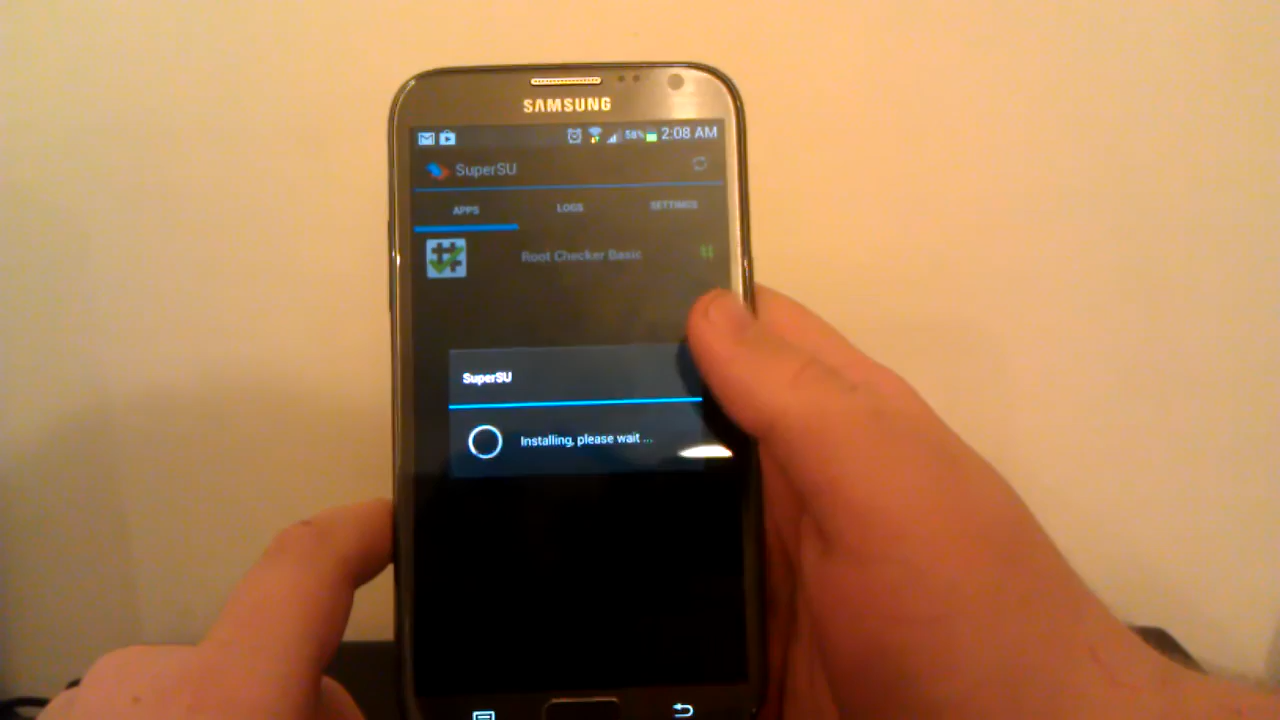 SAMSUNG
58% 2:08 AM
SuperSU
APPS LOGS SETTINGS
Root Checker Basic #
SuperSU
Installing, please wait ...